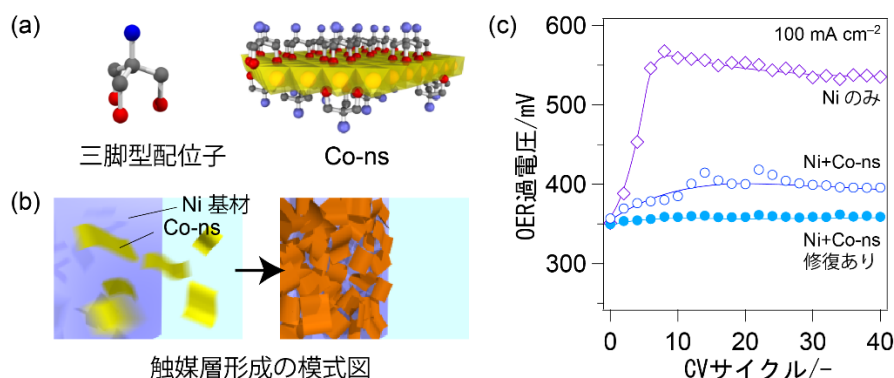 (a)
三脚型配位子
Co-ns
(b)
Ni 基材
Co-ns
触媒層形成の模式図
(c)
100 mA cm⁻²
OER過電圧/mV
600
500
400
300
Ni のみ
Ni+Co-ns
Ni+Co-ns
修復あり
0
10
20
30
40
CVサイクル/-